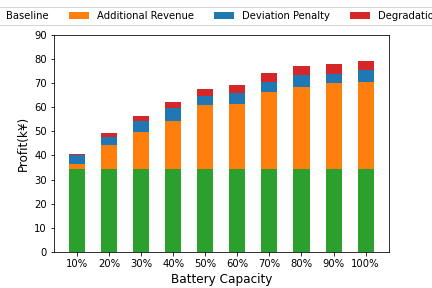 Baseline Additional Revenue Deviation Penalty Degradatio
90
80
70
60
50
40
30
20
10
0
Profit(k¥)
10% 20% 30% 40% 50% 60% 70% 80% 90% 100%
Battery Capacity